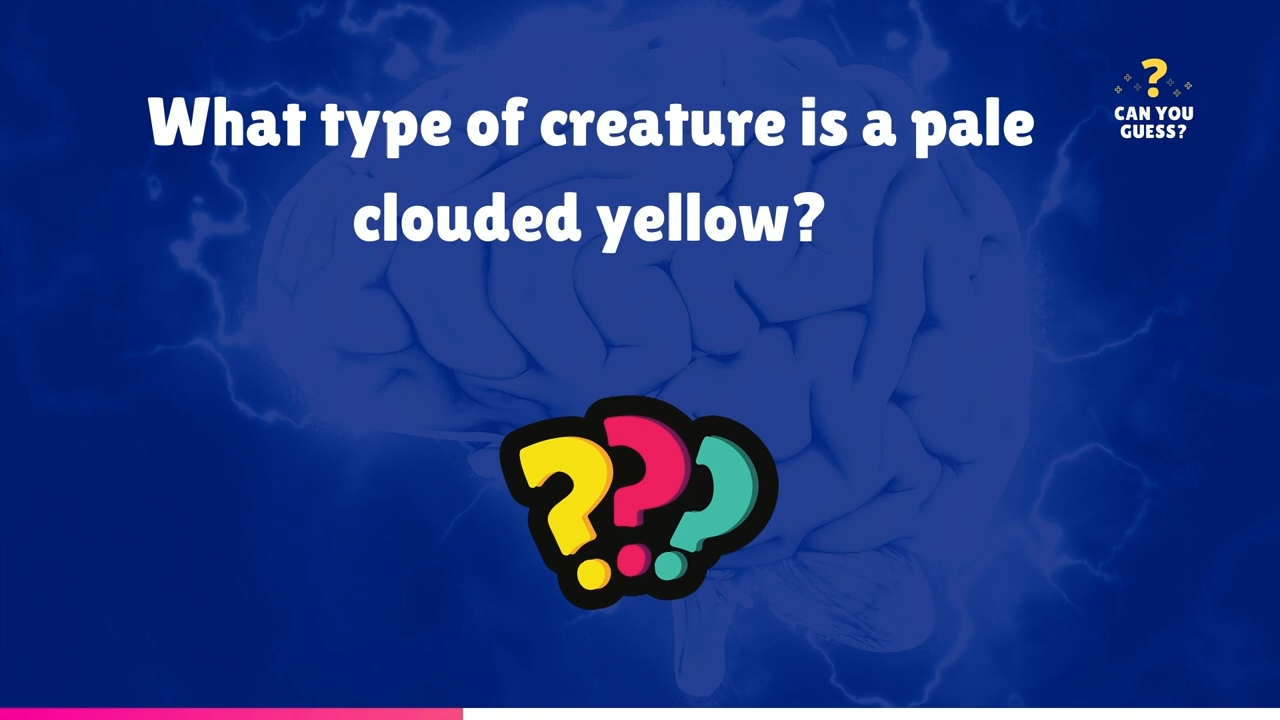 What type of creature is a pale
clouded yellow?
?
CAN YOU
GUESS?
???